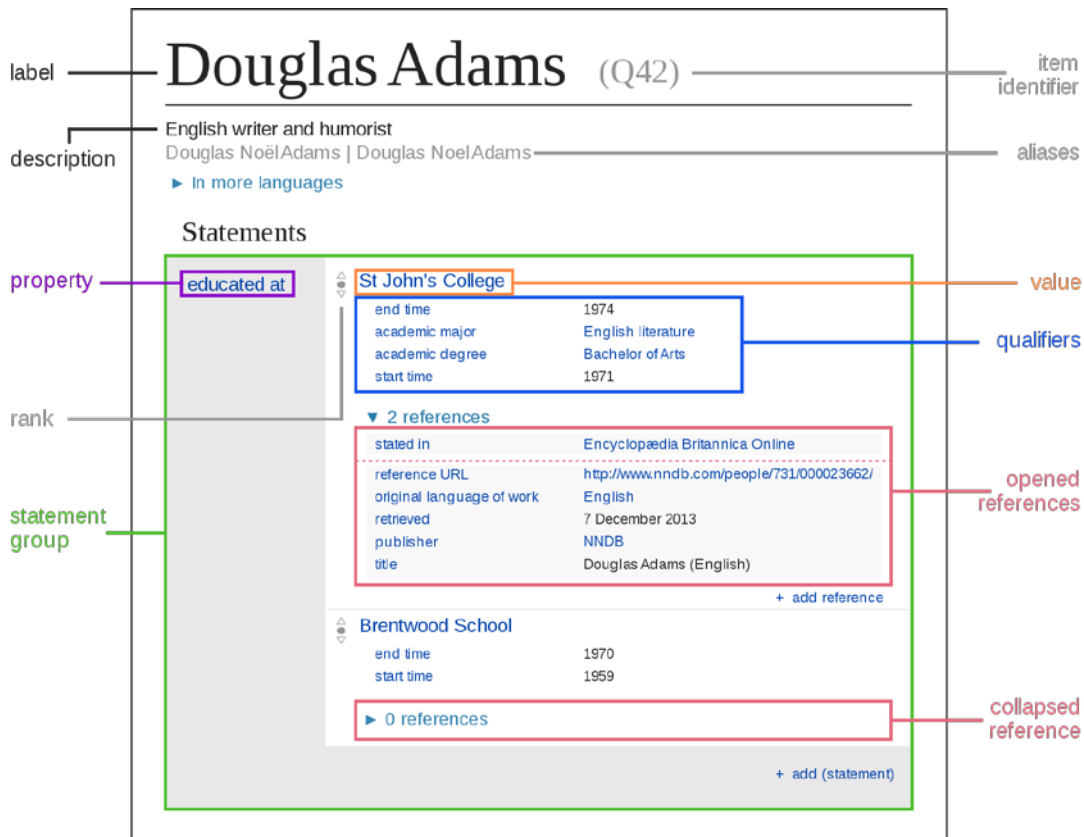 label
Douglas Adams (Q42)
item
identifier
description
English writer and humorist
Douglas Noël Adams | Douglas Noel Adams
aliases
► In more languages
Statements
property
educated at
St John's College
value
end time 1974
academic major English literature
academic degree Bachelor of Arts
start time 1971
qualifiers
rank
▼ 2 references
stated in Encyclopædia Britannica Online
reference URL http://www.nndb.com/people/731/000023662/
original language of work English
retrieved 7 December 2013
publisher NNDB
title Douglas Adams (English)
opened
references
statement
group
+ add reference
Brentwood School
end time 1970
start time 1959
► 0 references
collapsed
reference
+ add (statement)